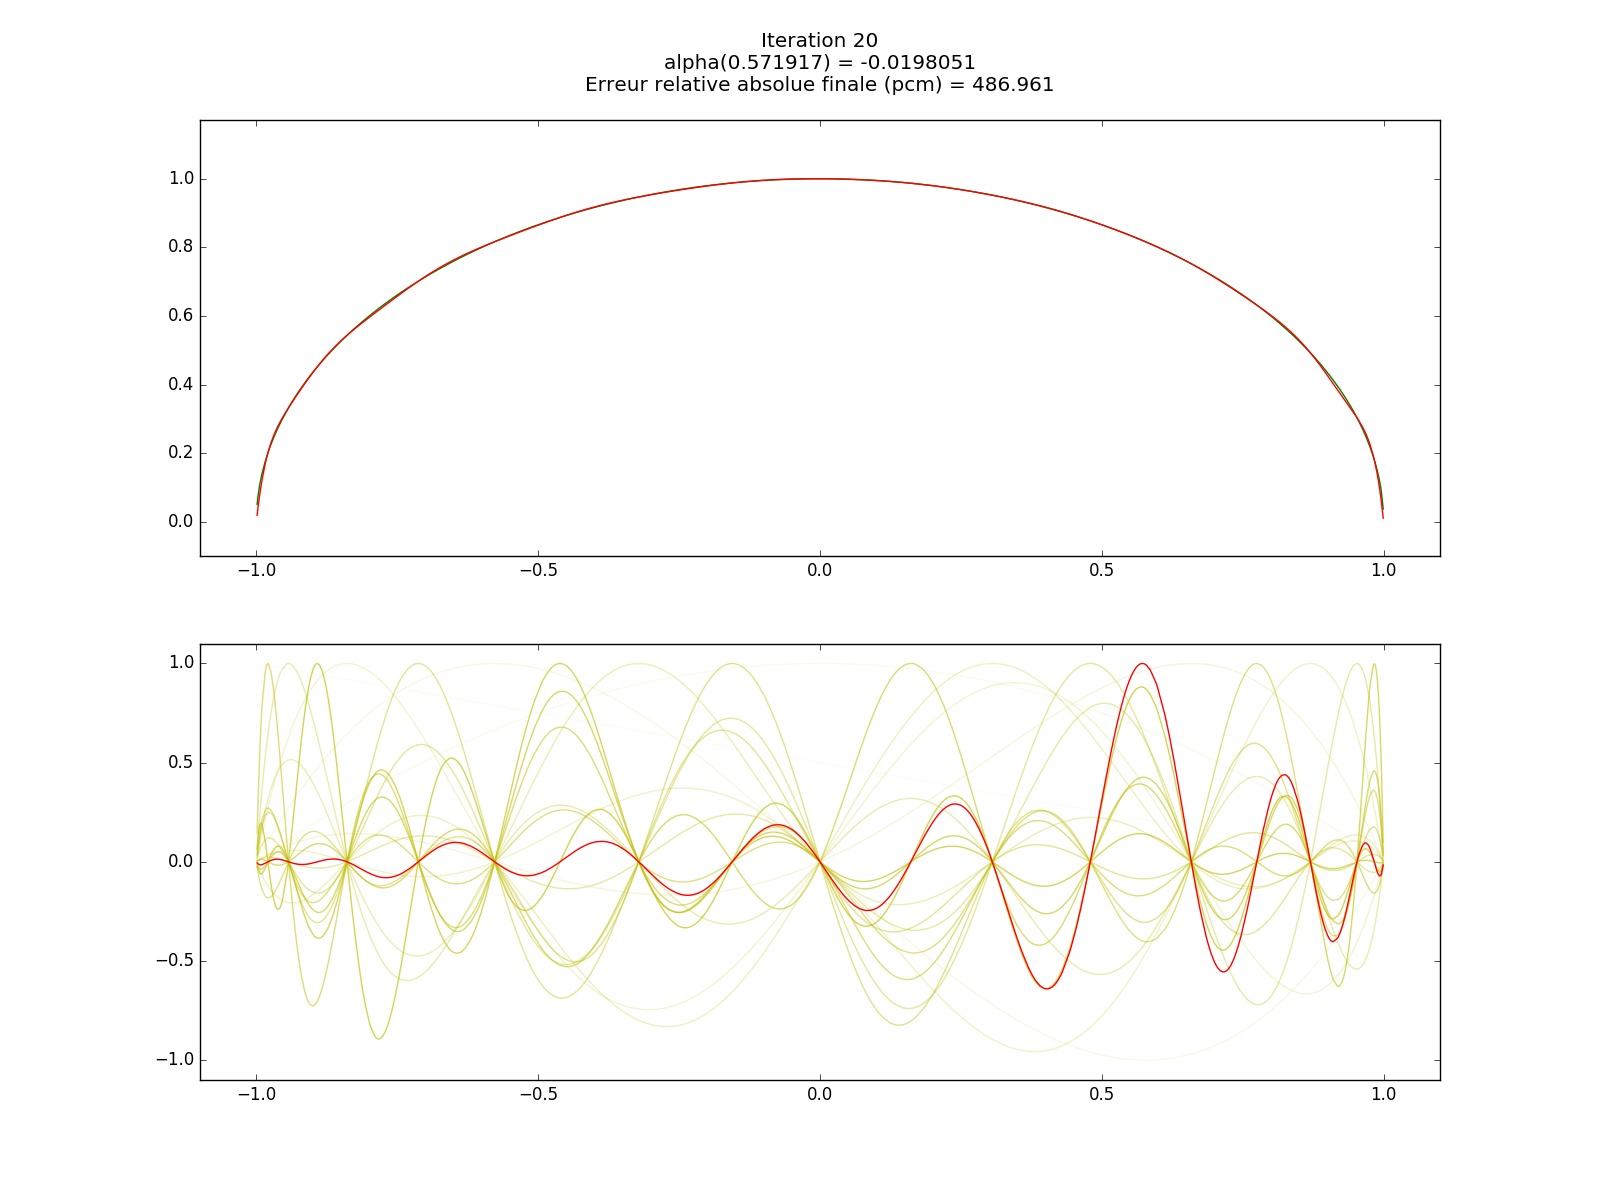 Iteration 20
alpha(0.571917) = -0.0198051
Erreur relative absolue finale (pcm) = 486.961
1.0
0.8
0.6
0.4
0.2
0.0
−1.0 −0.5 0.0 0.5 1.0
1.0
0.5
0.0
−0.5
−1.0
−1.0 −0.5 0.0 0.5 1.0